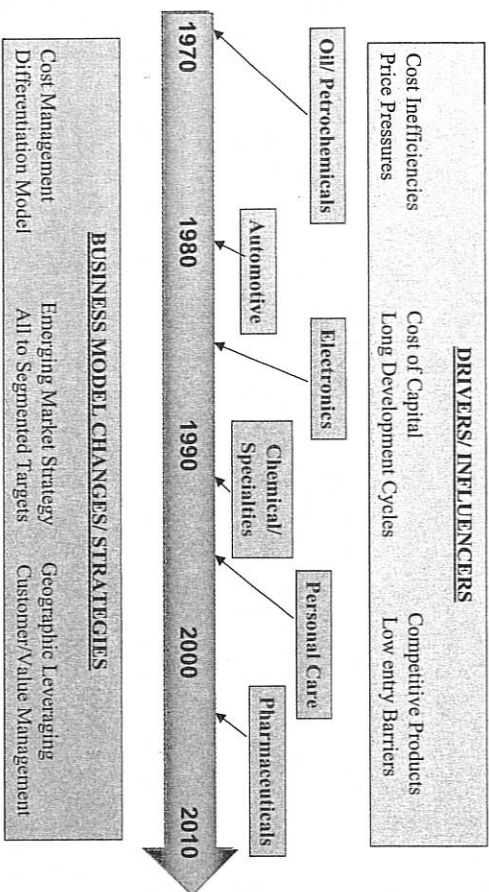 DRIVERS/ INFLUENCERS
Cost Inefficiencies
Price Pressures
Cost of Capital
Long Development Cycles
Competitive Products
Low entry Barriers
Oil/ Petrochemicals
Automotive
Electronics
Chemical/
Specialties
Personal Care
Pharmaceuticals
1970
1980
1990
2000
2010
Cost Management
Differentiation Model
Emerging Market Strategy
All to Segmented Targets
Geographic Leveraging
Customer/Value Management
BUSINESS MODEL CHANGES/ STRATEGIES